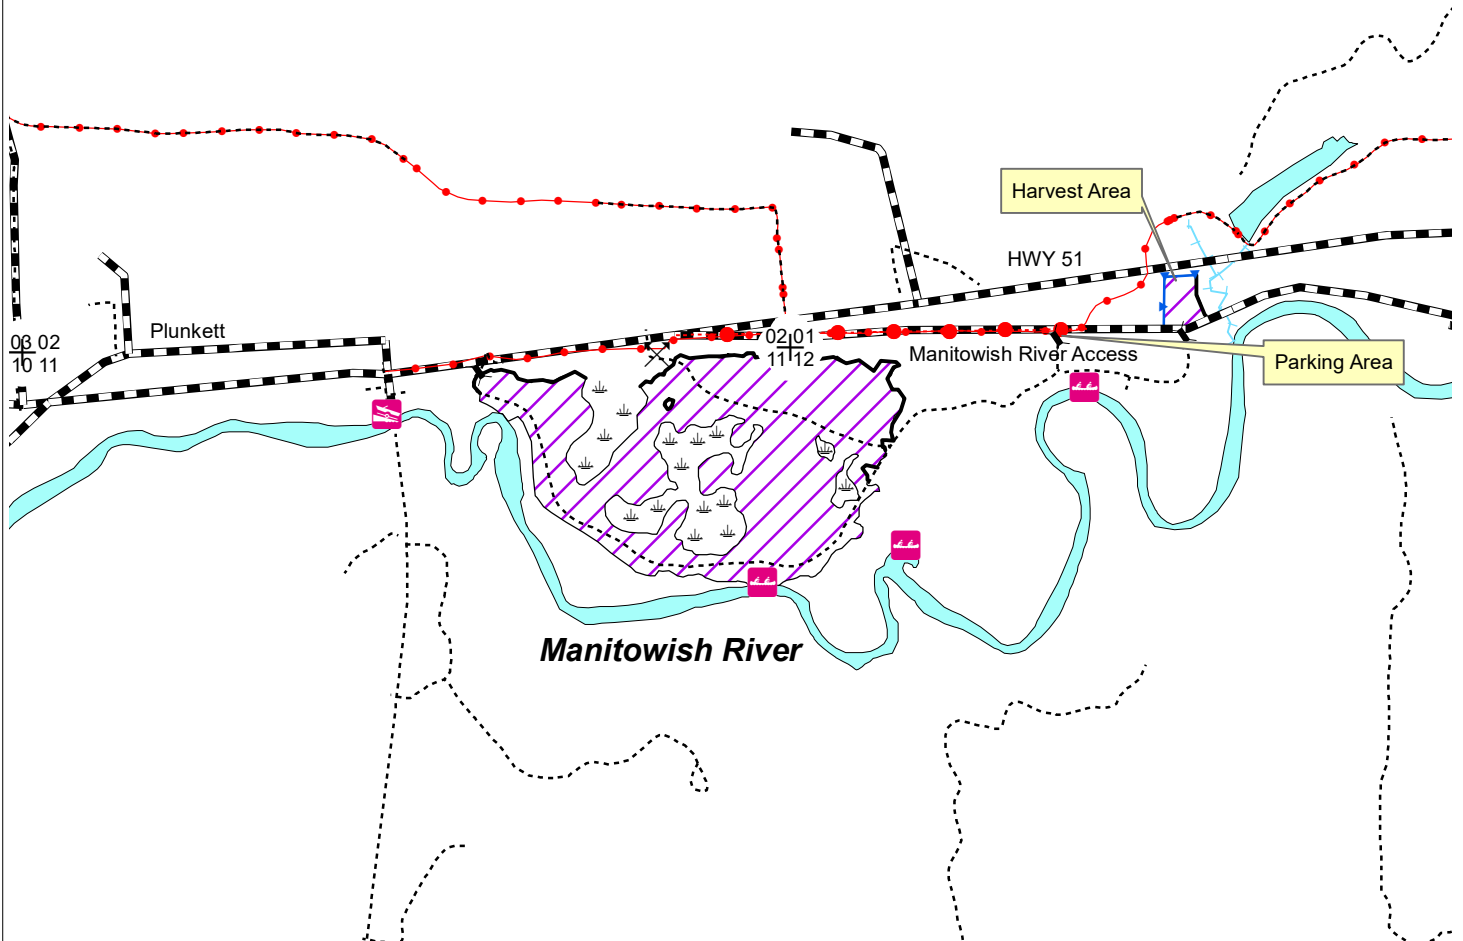 Harvest Area
HWY 51
Plunkett
03 02
10 11
02 01
11 12
Manitowish River Access
Parking Area
Manitowish River